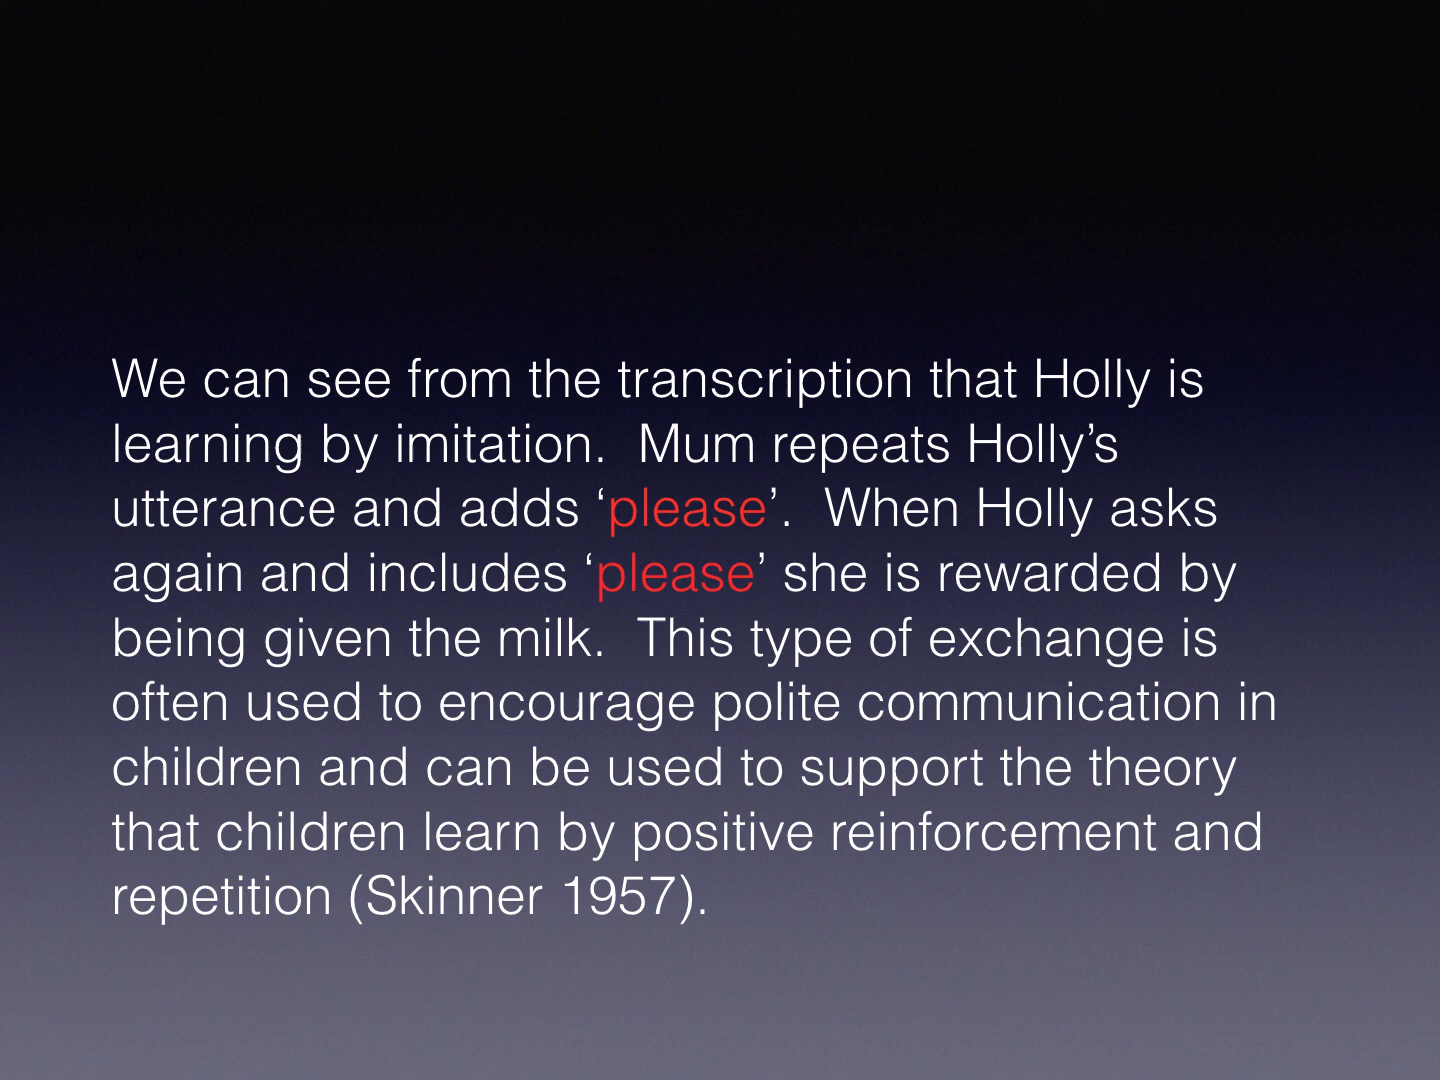 We can see from the transcription that Holly is
learning by imitation.  Mum repeats Holly’s
utterance and adds ‘please’.  When Holly asks
again and includes ‘please’ she is rewarded by
being given the milk.  This type of exchange is
often used to encourage polite communication in
children and can be used to support the theory
that children learn by positive reinforcement and
repetition (Skinner 1957).